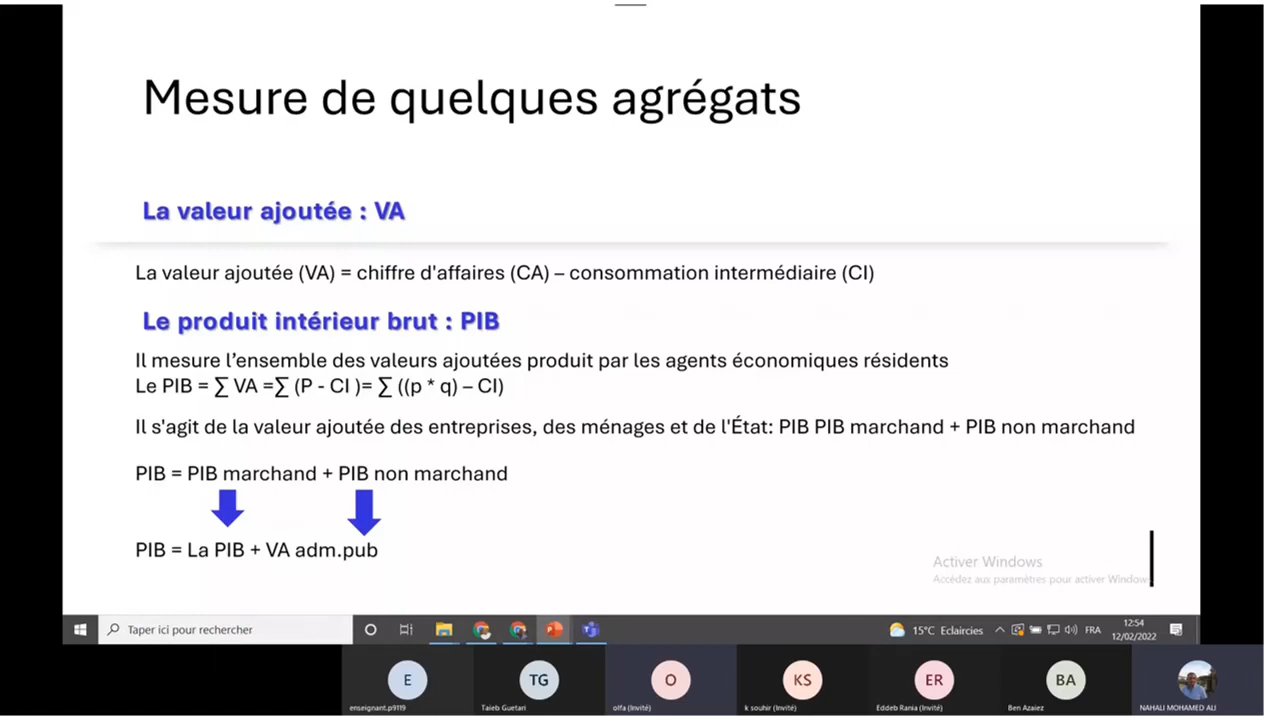 Mesure de quelques agrégats
La valeur ajoutée : VA
La valeur ajoutée (VA) = chiffre d'affaires (CA) – consommation intermédiaire (CI)
Le produit intérieur brut : PIB
Il mesure l’ensemble des valeurs ajoutées produit par les agents économiques résidents
Le PIB = ∑ VA =∑ (P - CI )= ∑ ((p * q) – CI)
Il s'agit de la valeur ajoutée des entreprises, des ménages et de l'État: PIB PIB marchand + PIB non marchand
PIB = PIB marchand + PIB non marchand
PIB = La PIB + VA adm.pub
Activer Windows
Accédez aux paramètres pour activer Windows
Taper ici pour rechercher
15°C Eclaircies
FRA
12:54
12/02/2022
E
TG
O
KS
ER
BA
enseignant.p9119
Taieb Guetari
olfa (Invité)
k souhir (Invité)
Eddeb Rania (Invité)
Ben Azaiez
NAHALI MOHAMED ALI